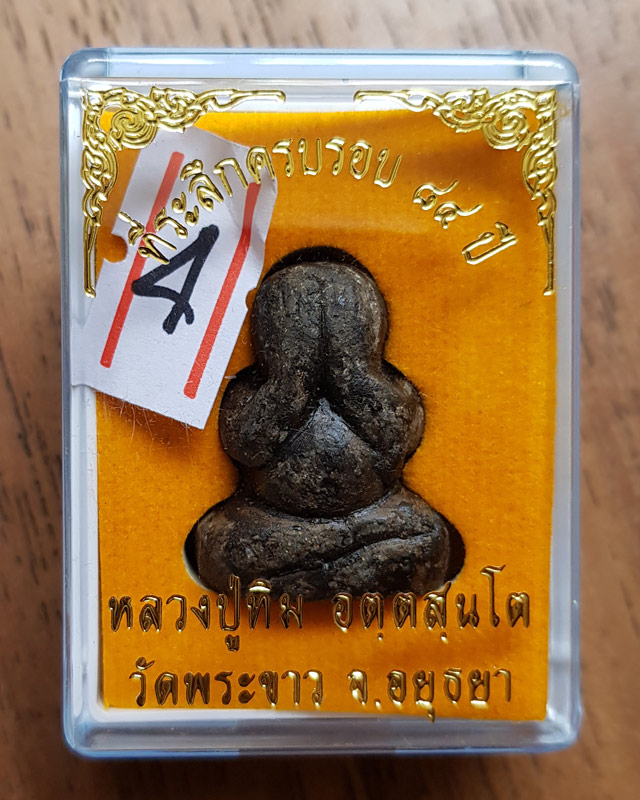 ที่ระลึกครบรอบ ๘๔ ปี
4
หลวงปู่ทิม อตฺตสนฺโต
วัดพระขาว จ.อยุธยา